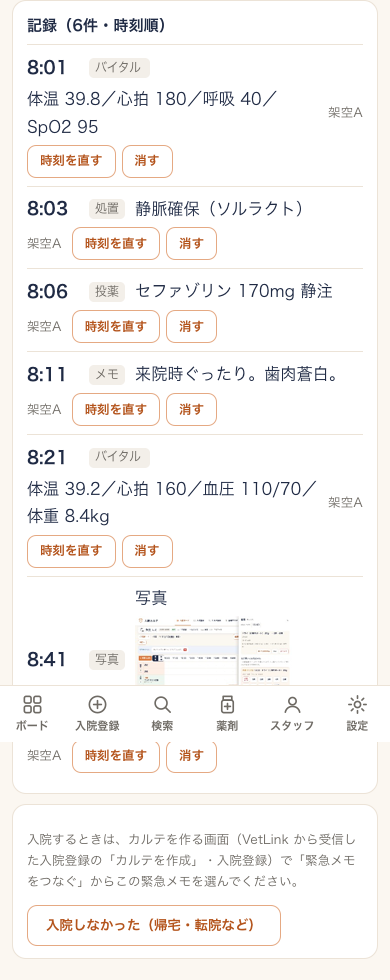 記録（6件・時刻順）
8:01 バイタル
体温 39.8／心拍 180／呼吸 40／
SpO2 95
架空A
時刻を直す 消す
8:03 処置 静脈確保（ソルラクト）
架空A 時刻を直す 消す
8:06 投薬 セファゾリン 170mg 静注
架空A 時刻を直す 消す
8:11 メモ 来院時ぐったり。歯肉蒼白。
架空A 時刻を直す 消す
8:21 バイタル
体温 39.2／心拍 160／血圧 110/70／
体重 8.4kg
架空A
時刻を直す 消す
写真
8:41 写真
ボード 入院登録 検索 薬剤 スタッフ 設定
架空A 時刻を直す 消す
入院するときは、カルテを作る画面（VetLink から受信し
た入院登録の「カルテを作成」・入院登録）で「緊急メモ
をつなぐ」からこの緊急メモを選んでください。
入院しなかった（帰宅・転院など）